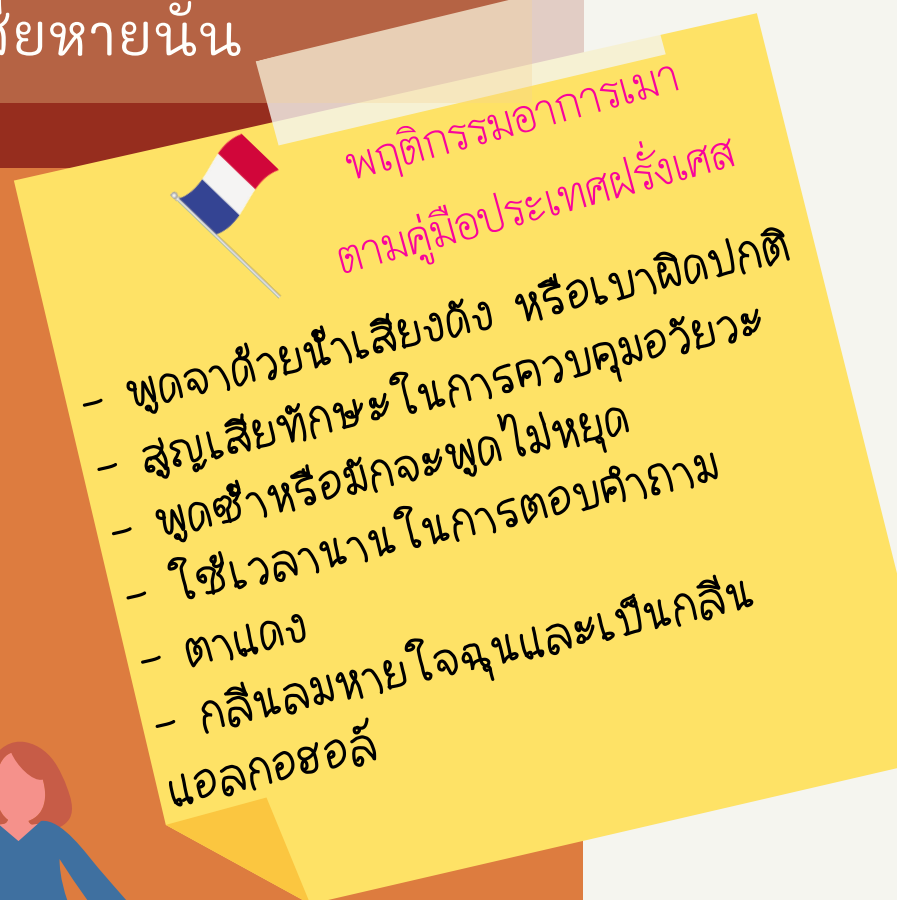 สียหายนั้น
พฤติกรรมอาการเมา
ตามคู่มือประเทศฝรั่งเศส
- พูดจาด้วยน้ำเสียงดัง หรือเบาผิดปกติ
- สูญเสียทักษะในการควบคุมอวัยวะ
- พูดซ้ำหรือมักจะพูดไม่หยุด
- ใช้เวลานานในการตอบคำถาม
- ตาแดง
- กลิ่นลมหายใจฉุนและเป็นกลิ่น
แอลกอฮอล์